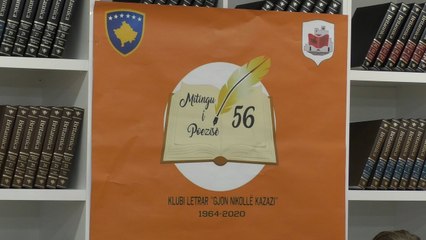 Mitingu
i
Poezisë
56
KLUBI LETRAR "GJON NIKOLLË KAZAZI"
1964-2020